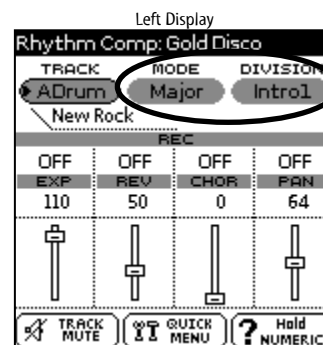 Left Display
Rhythm Comp: Gold Disco
TRACK MODE DIVISION
ADrum Major Intro1
New Rock
REC
OFF OFF OFF OFF
EXP REV CHOR PAN
110 50 0 64
TRACK MUTE QUICK MENU ? Hold NUMERIC